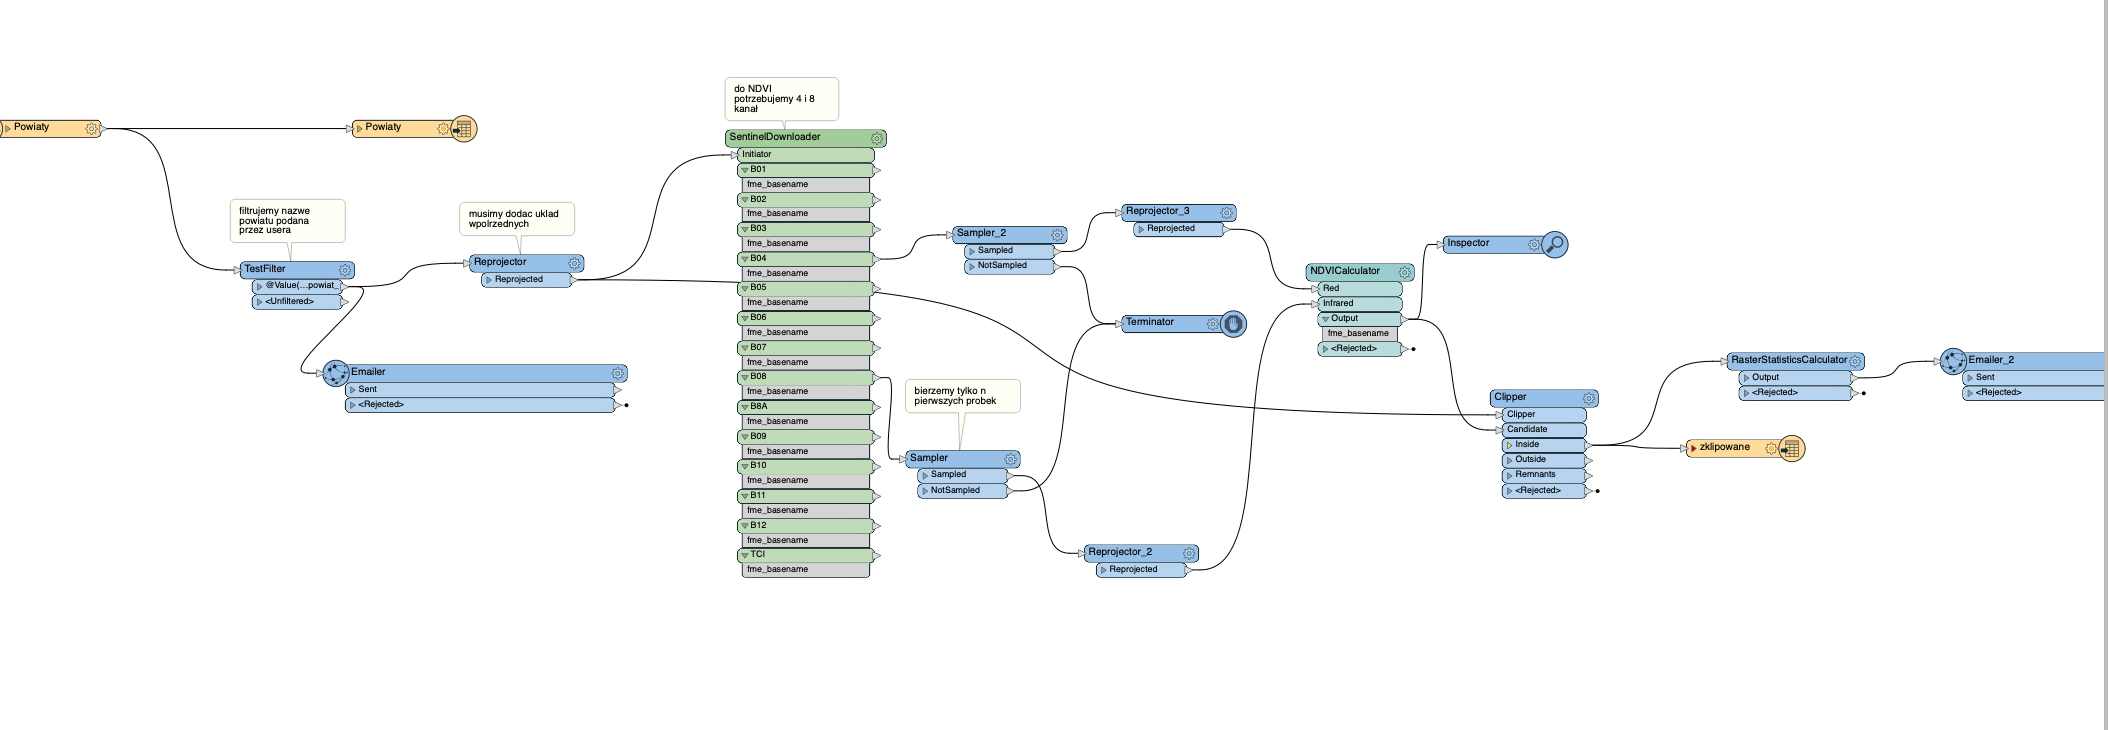 Powiaty
Powiaty
filtrujemy nazwe
powiatu podana
przez usera
TestFilter
@Value(...powiat_
<Unfiltered>
Emailer
Sent
<Rejected>
musimy dodac uklad
wpolrzednych
Reprojector
Reprojected
do NDVI
potrzebujemy 4 i 8
kanał
SentinelDownloader
Initiator
B01
fme_basename
B02
fme_basename
B03
fme_basename
B04
fme_basename
B05
fme_basename
B06
fme_basename
B07
fme_basename
B08
fme_basename
B8A
fme_basename
B09
fme_basename
B10
fme_basename
B11
fme_basename
B12
fme_basename
TCI
fme_basename
Sampler_2
Sampled
NotSampled
bierzemy tylko n
pierwszych probek
Sampler
Sampled
NotSampled
Reprojector_3
Reprojected
Terminator
Reprojector_2
Reprojected
NDVICalculator
Red
Infrared
Output
fme_basename
<Rejected>
Inspector
Clipper
Clipper
Candidate
Inside
Outside
Remnants
<Rejected>
RasterStatisticsCalculator
Output
<Rejected>
zklipowane
Emailer_2
Sent
<Rejected>